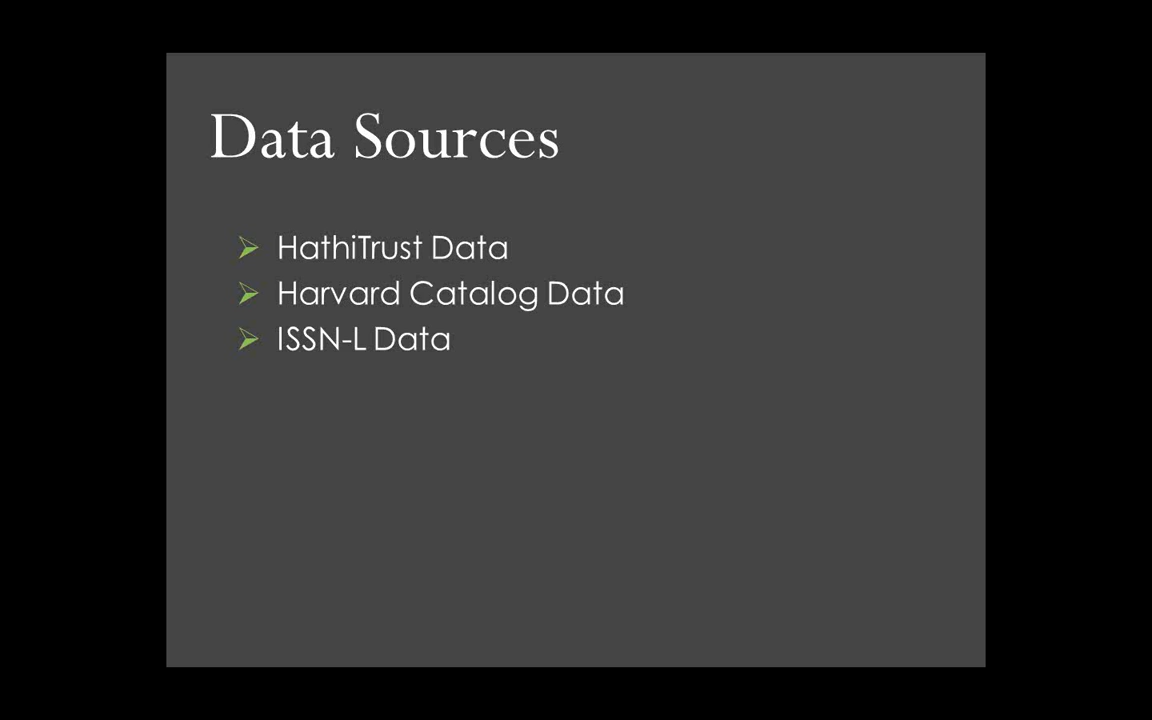 Data Sources
HathiTrust Data
Harvard Catalog Data
ISSN-L Data